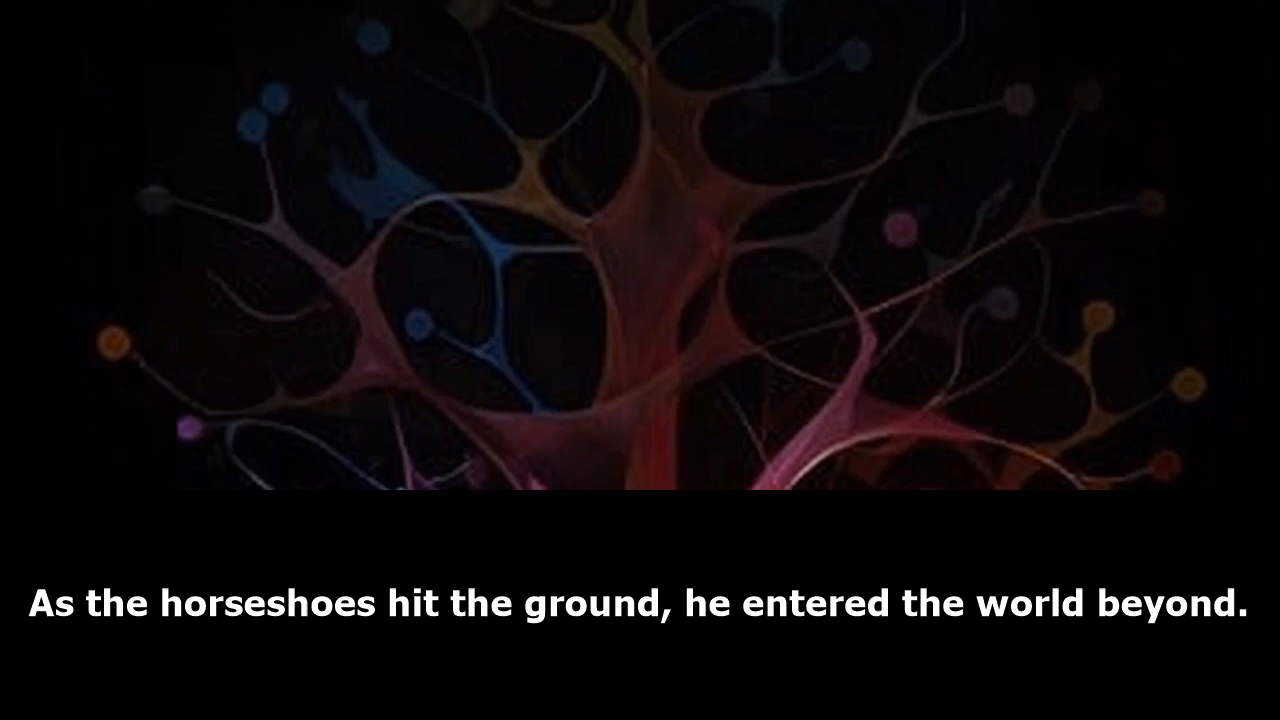 As the horseshoes hit the ground, he entered the world beyond.